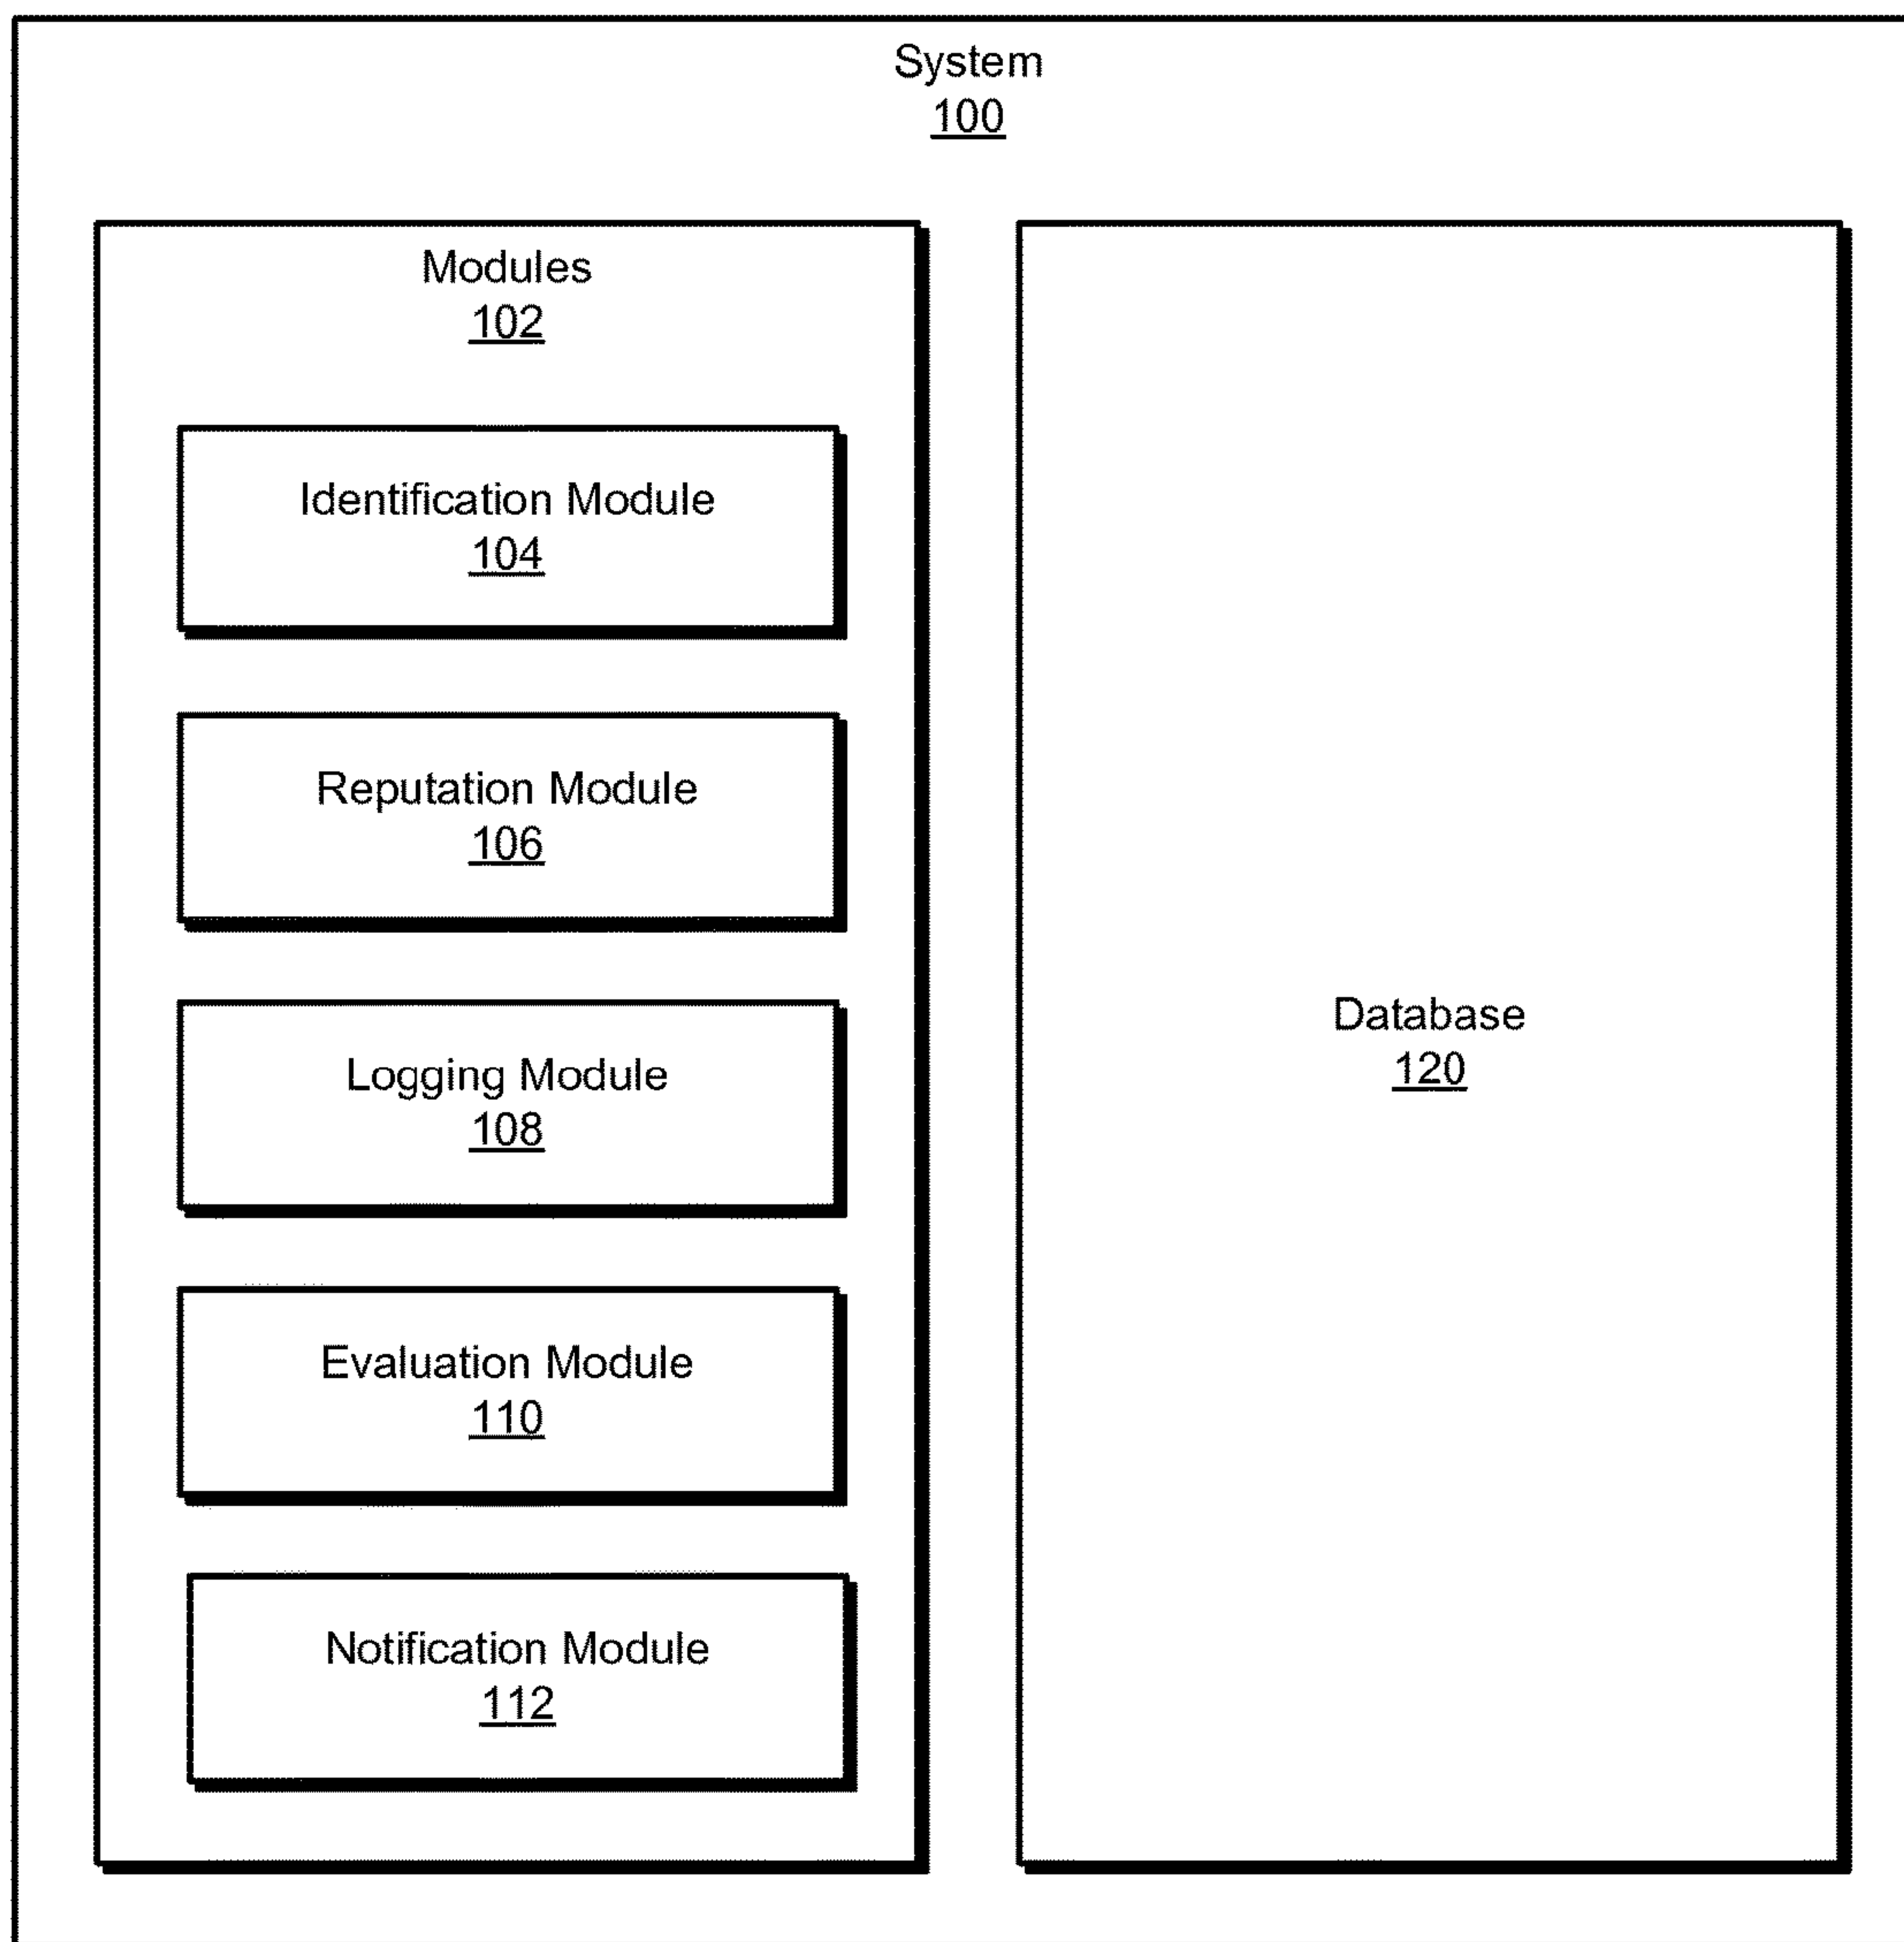 System
100
Modules
102
Identification Module
104
Reputation Module
106
Logging Module
108
Evaluation Module
110
Notification Module
112
Database
120